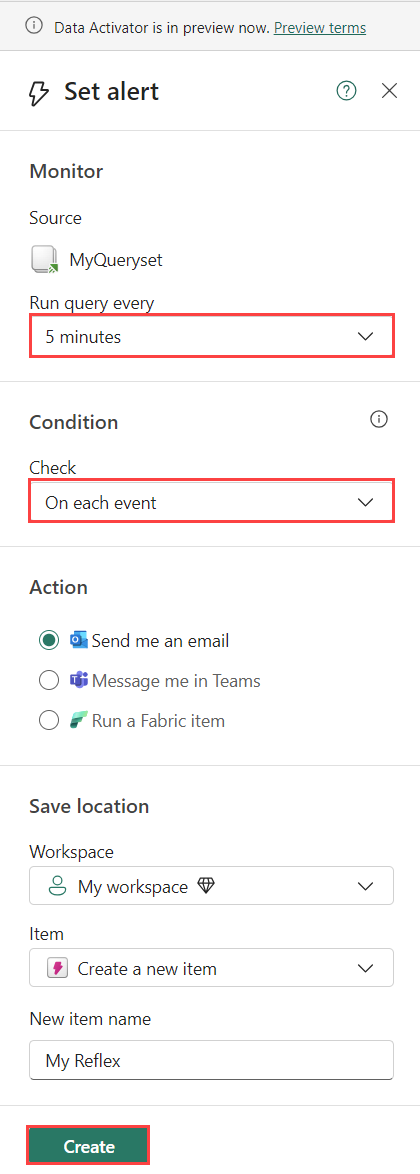 Data Activator is in preview now. Preview terms
Set alert
Monitor
Source
MyQueryset
Run query every
5 minutes
Condition
Check
On each event
Action
Send me an email
Message me in Teams
Run a Fabric item
Save location
Workspace
My workspace
Item
Create a new item
New item name
My Reflex
Create